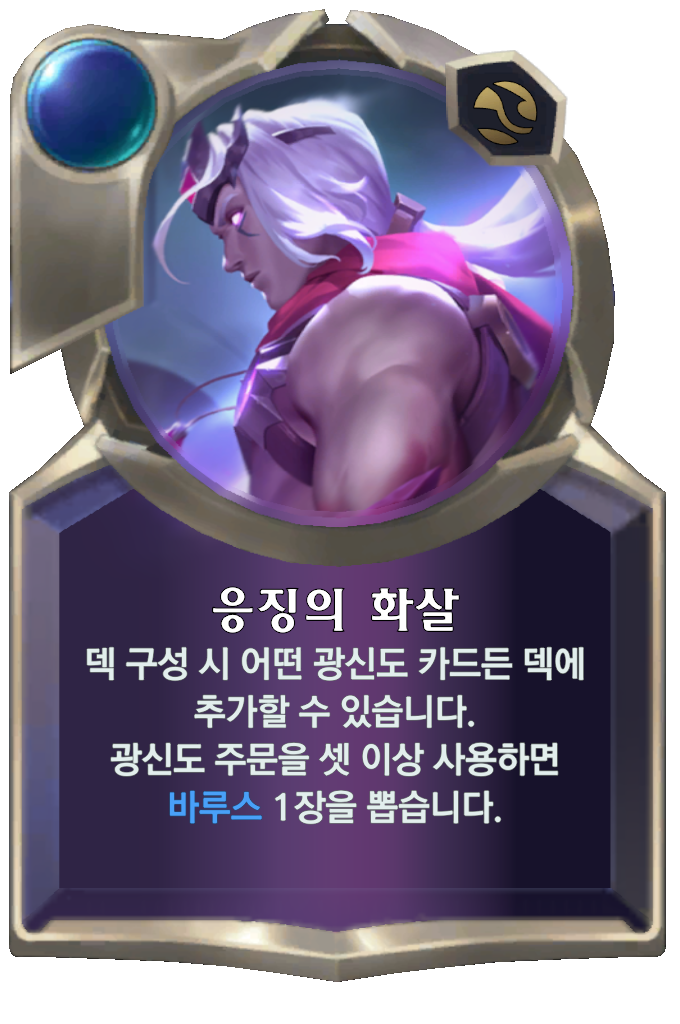 응징의 화살
덱 구성 시 어떤 광신도 카드든 덱에
추가할 수 있습니다.
광신도 주문을 셋 이상 사용하면
바루스 1장을 뽑습니다.